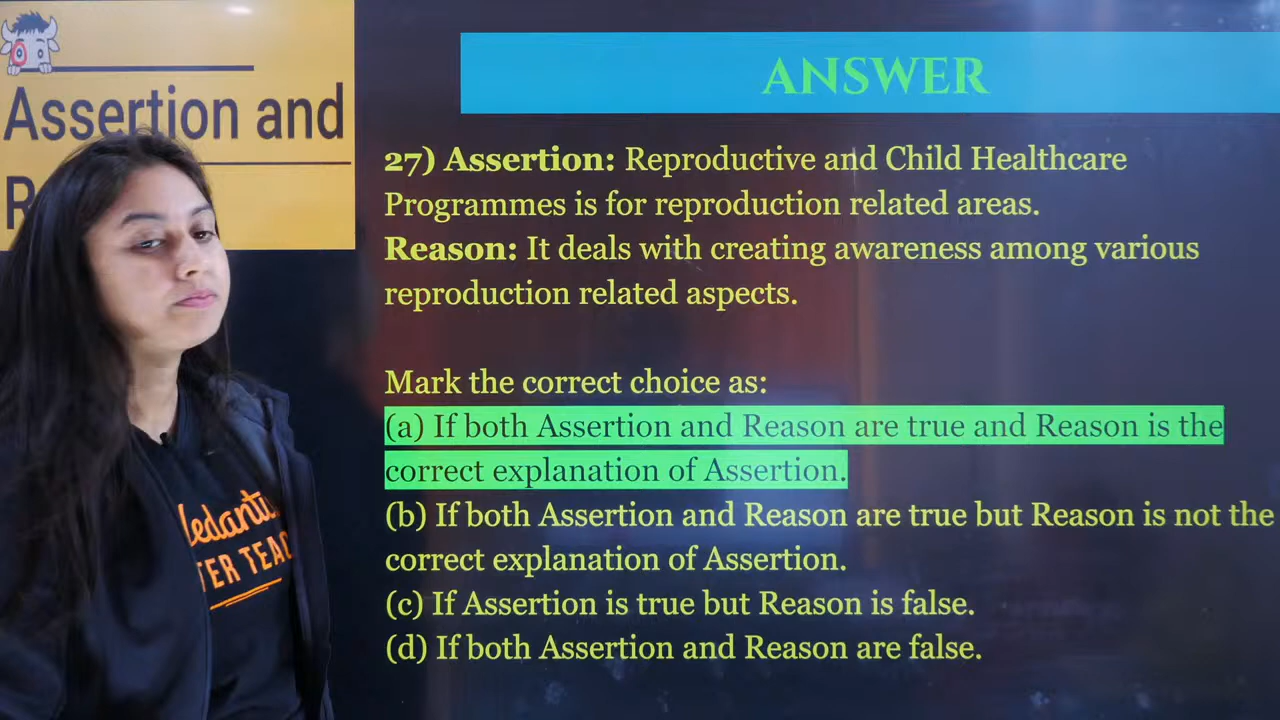 Assertion and
R
ANSWER
27) Assertion: Reproductive and Child Healthcare
Programmes is for reproduction related areas.
Reason: It deals with creating awareness among various
reproduction related aspects.
Mark the correct choice as:
(a) If both Assertion and Reason are true and Reason is the
correct explanation of Assertion.
(b) If both Assertion and Reason are true but Reason is not the
correct explanation of Assertion.
(c) If Assertion is true but Reason is false.
(d) If both Assertion and Reason are false.
Vedantu
TER TEAC